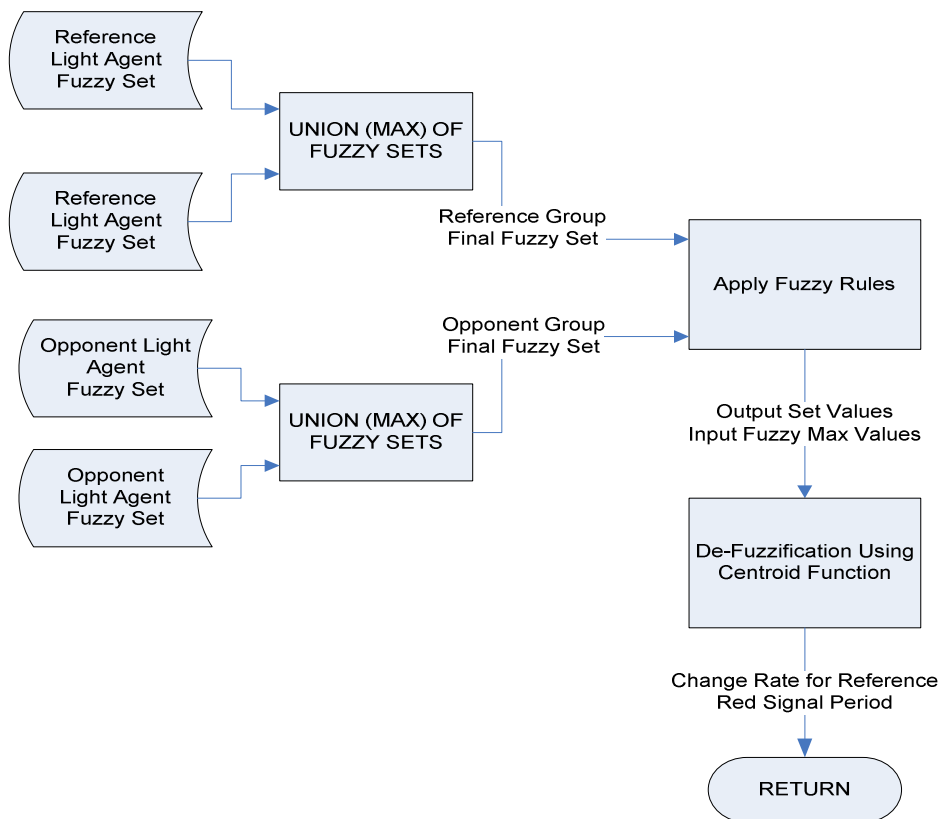 Reference
Light Agent
Fuzzy Set
UNION (MAX) OF
FUZZY SETS
Reference
Light Agent
Fuzzy Set
Reference Group
Final Fuzzy Set
Apply Fuzzy Rules
Opponent Light
Agent
Fuzzy Set
Opponent Group
Final Fuzzy Set
UNION (MAX) OF
FUZZY SETS
Opponent
Light Agent
Fuzzy Set
Output Set Values
Input Fuzzy Max Values
De-Fuzzification Using
Centroid Function
Change Rate for Reference
Red Signal Period
RETURN